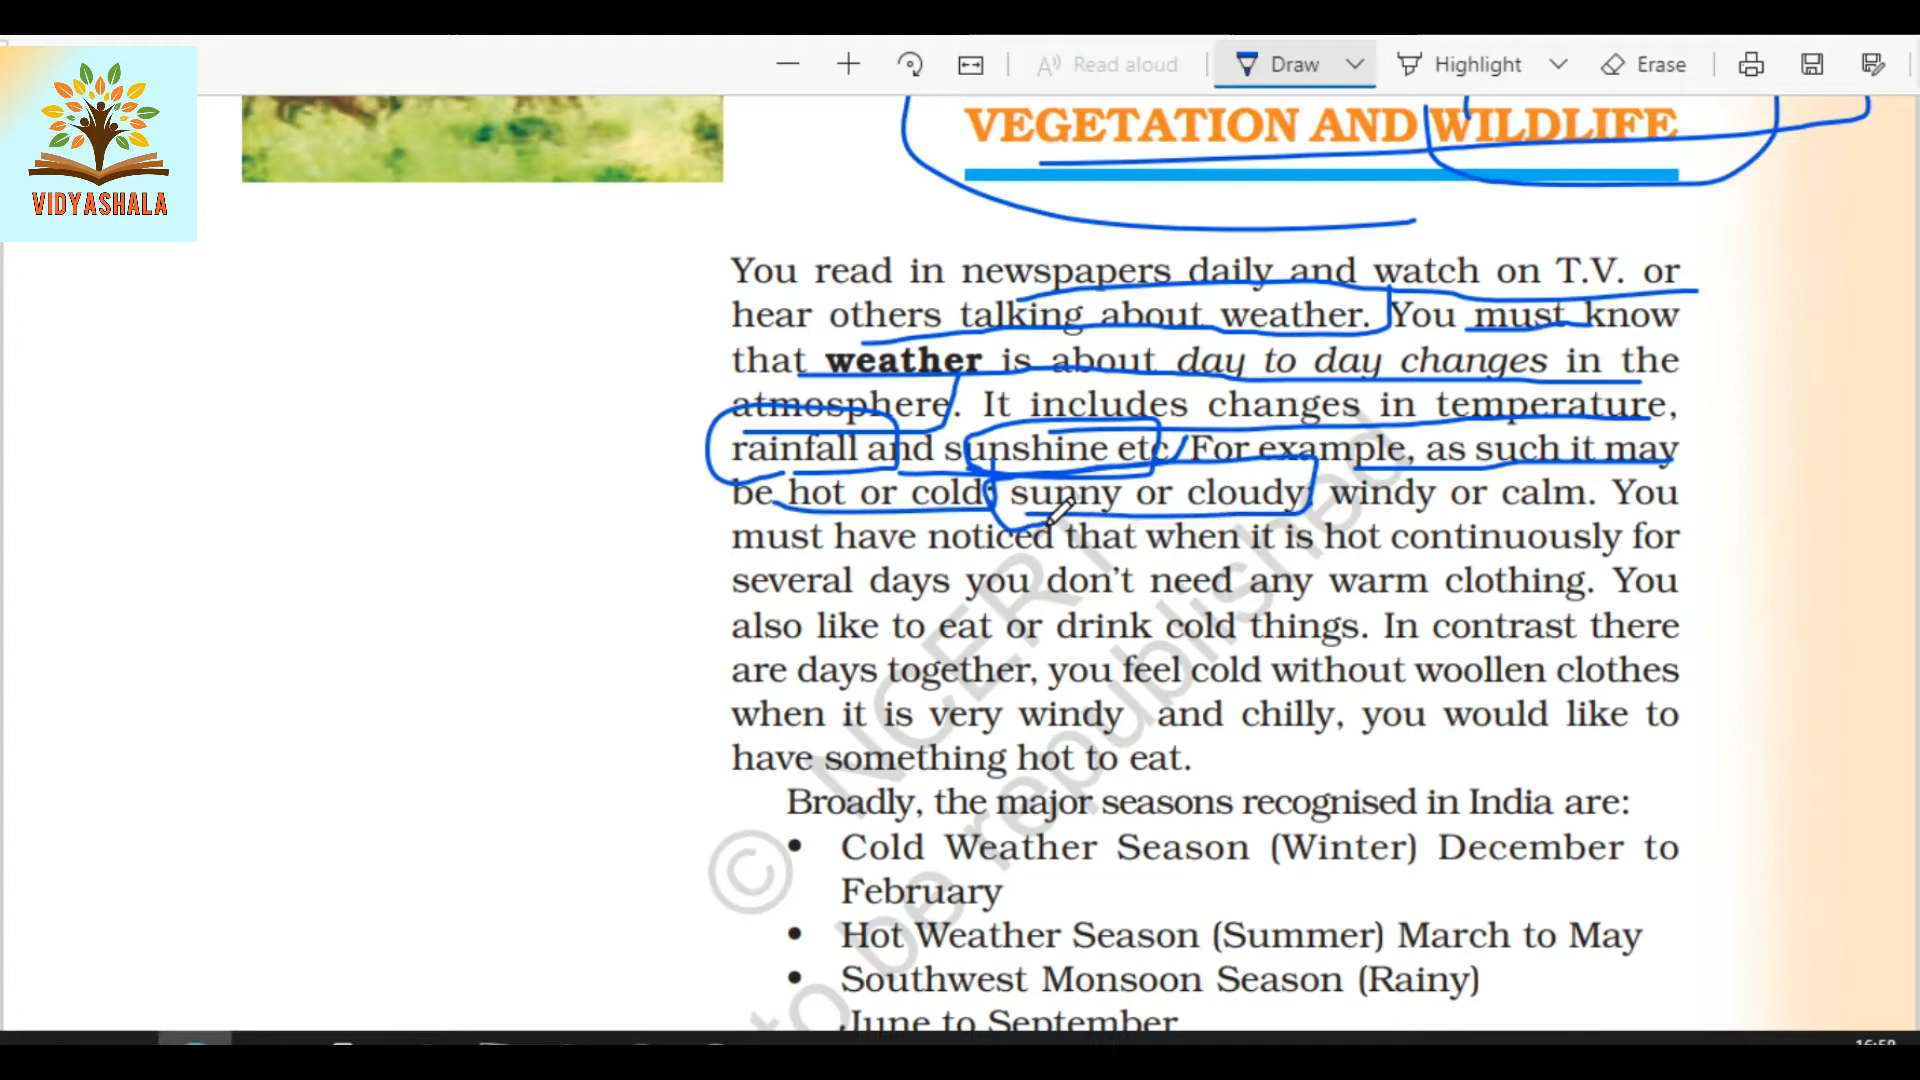 Read aloud
Draw
Highlight
Erase
VIDYASHALA
VEGETATION AND WILDLIFE
You read in newspapers daily and watch on T.V. or
hear others talking about weather. You must know
that weather is about day to day changes in the
atmosphere. It includes changes in temperature,
rainfall and sunshine etc. For example, as such it may
be hot or cold; sunny or cloudy; windy or calm. You
must have noticed that when it is hot continuously for
several days you don't need any warm clothing. You
also like to eat or drink cold things. In contrast there
are days together, you feel cold without woollen clothes
when it is very windy and chilly, you would like to
have something hot to eat.
Broadly, the major seasons recognised in India are:
• Cold Weather Season (Winter) December to
February
• Hot Weather Season (Summer) March to May
• Southwest Monsoon Season (Rainy)
June to September
© NCERT
to be republished